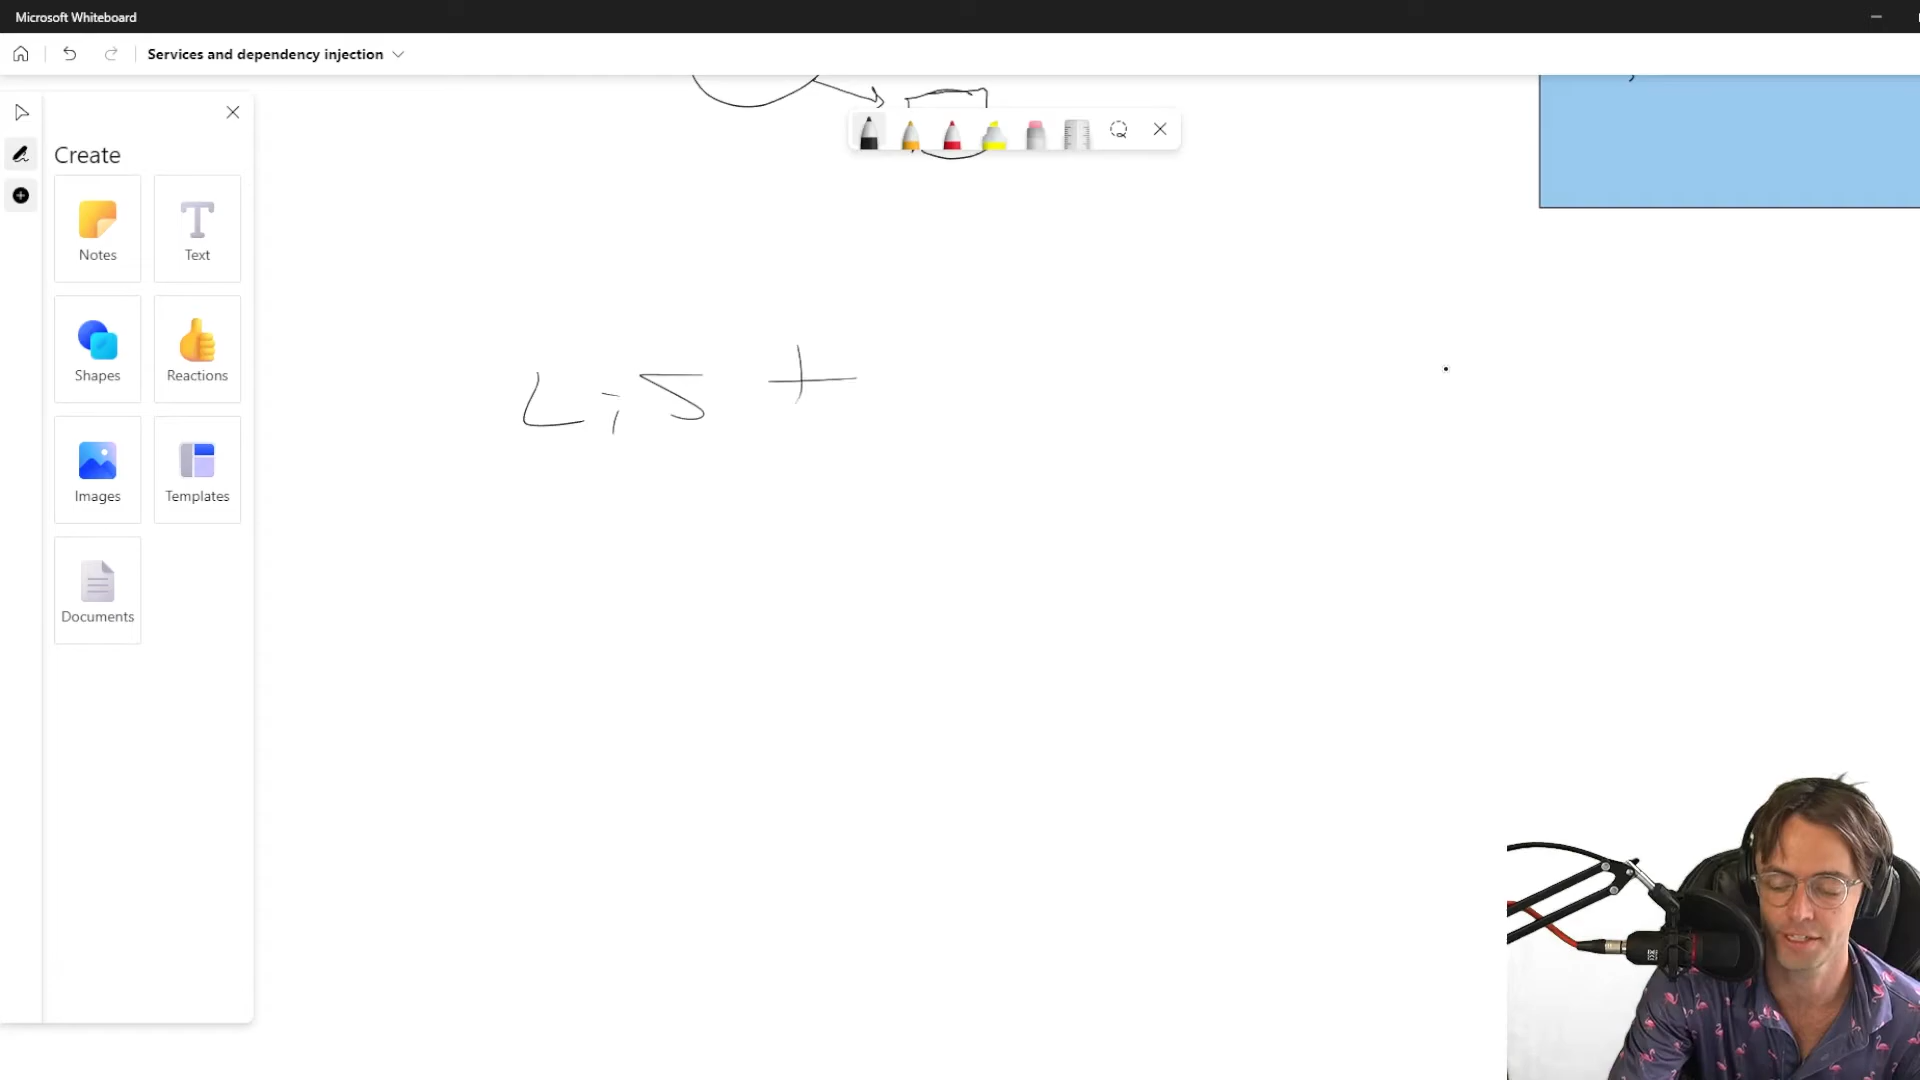 Microsoft Whiteboard
Services and dependency injection
Create
Notes
Text
Shapes
Reactions
Images
Templates
Documents
List